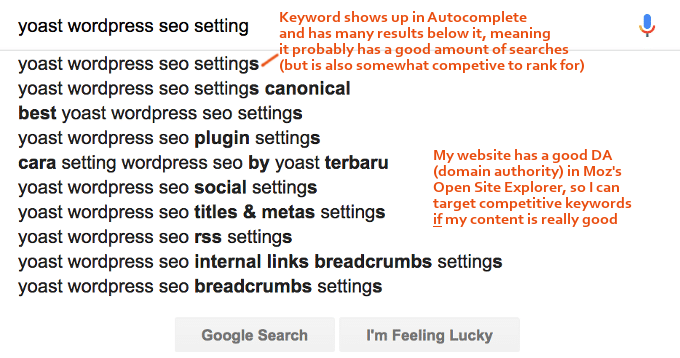 yoast wordpress seo setting
Keyword shows up in Autocomplete
and has many results below it, meaning
it probably has a good amount of searches
(but is also somewhat competive to rank for)
yoast wordpress seo settings
yoast wordpress seo settings canonical
best yoast wordpress seo settings
yoast wordpress seo plugin settings
cara setting wordpress seo by yoast terbaru
yoast wordpress seo social settings
yoast wordpress seo titles & metas settings
yoast wordpress seo rss settings
yoast wordpress seo internal links breadcrumbs settings
yoast wordpress seo breadcrumbs settings
My website has a good DA
(domain authority) in Moz's
Open Site Explorer, so I can
target competitive keywords
if my content is really good
Google Search
I'm Feeling Lucky